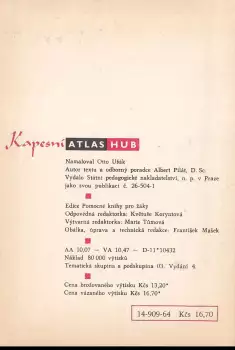 Kapesní ATLAS HUB
Namaloval Otto Ušák
Autor textu a odborný poradce Albert Pilát, D. Sc.
Vydalo Státní pedagogické nakladatelství, n. p. v Praze
jako svou publikaci č. 26-504-1
Edice Pomocné knihy pro žáky
Odpovědná redaktorka: Květuše Koryntová
Výtvarná redaktorka: Marie Tůmová
Obálka, úprava a technická redakce: František Mašek
AA 10,07 — VA 10,47 — D-11*10432
Náklad 80 000 výtisků
Tematická skupina a podskupina 03. Vydání 4.
Cena brožovaného výtisku Kčs 13,20*
Cena vázaného výtisku Kčs 16,70*
14-909-64 Kčs 16,70